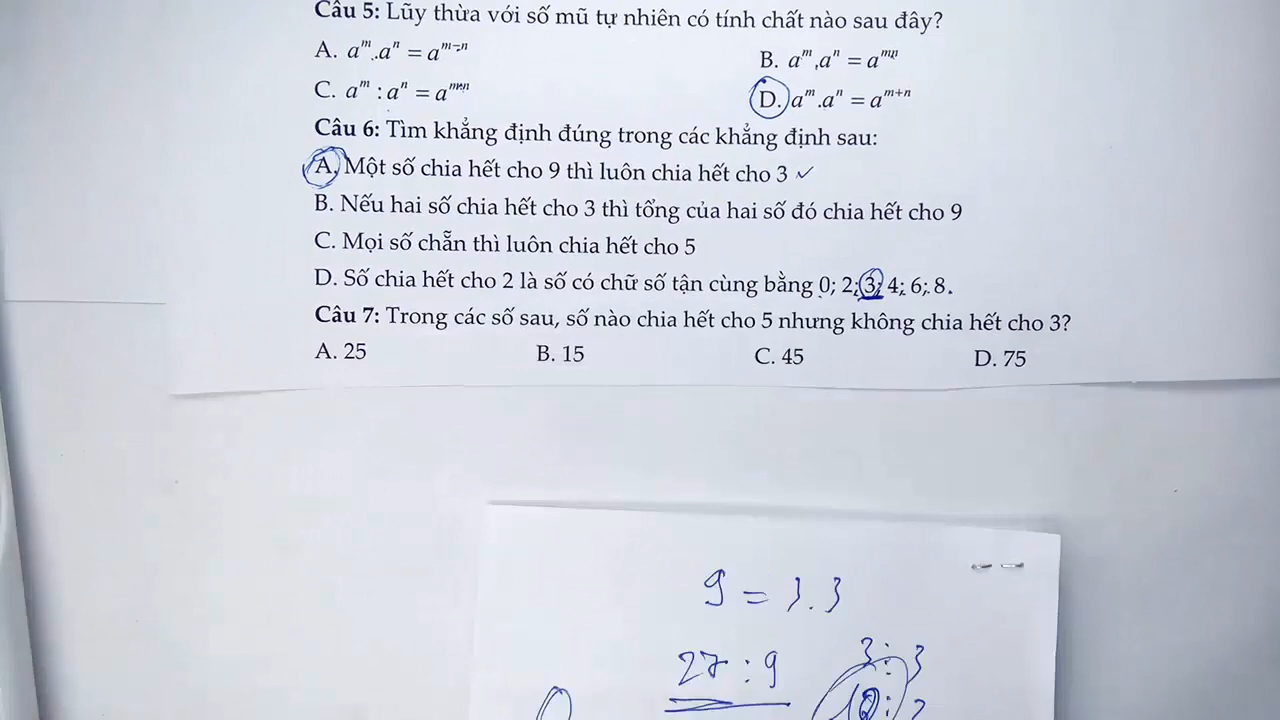 Câu 5: Lũy thừa với số mũ tự nhiên có tính chất nào sau đây?
A. aᵐ.aⁿ = aᵐ⁻ⁿ
B. aᵐ.aⁿ = aᵐⁿ
C. aᵐ : aⁿ = aᵐ⁺ⁿ
D. aᵐ.aⁿ = aᵐ⁺ⁿ
Câu 6: Tìm khẳng định đúng trong các khẳng định sau:
A. Một số chia hết cho 9 thì luôn chia hết cho 3 ✓
B. Nếu hai số chia hết cho 3 thì tổng của hai số đó chia hết cho 9
C. Mọi số chẵn thì luôn chia hết cho 5
D. Số chia hết cho 2 là số có chữ số tận cùng bằng 0; 2; 3; 4; 6; 8.
Câu 7: Trong các số sau, số nào chia hết cho 5 nhưng không chia hết cho 3?
A. 25 B. 15 C. 45 D. 75
9 = 3.3
27 : 9
3 : 3